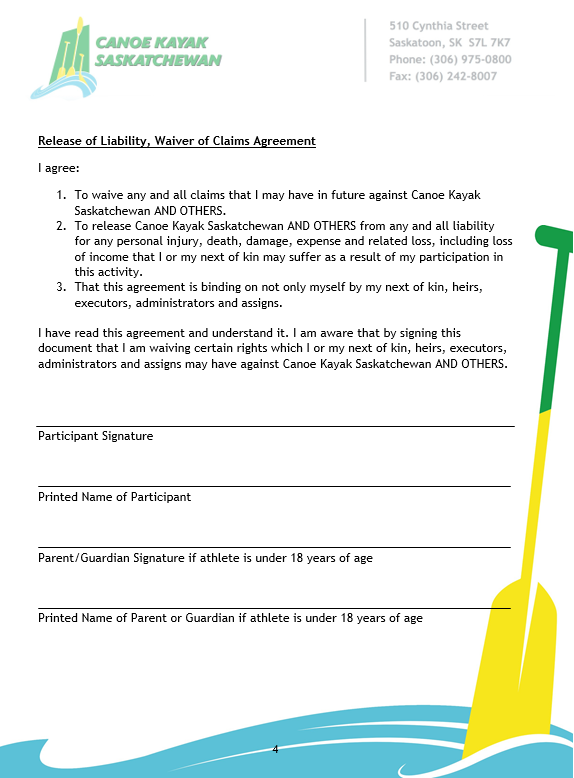 CANOE KAYAK
SASKATCHEWAN
510 Cynthia Street
Saskatoon, SK S7L 7K7
Phone: (306) 975-0800
Fax: (306) 242-8007
Release of Liability, Waiver of Claims Agreement
I agree:
1. To waive any and all claims that I may have in future against Canoe Kayak
Saskatchewan AND OTHERS.
2. To release Canoe Kayak Saskatchewan AND OTHERS from any and all liability
for any personal injury, death, damage, expense and related loss, including loss
of income that I or my next of kin may suffer as a result of my participation in
this activity.
3. That this agreement is binding on not only myself by my next of kin, heirs,
executors, administrators and assigns.
I have read this agreement and understand it. I am aware that by signing this
document that I am waiving certain rights which I or my next of kin, heirs, executors,
administrators and assigns may have against Canoe Kayak Saskatchewan AND OTHERS.
Participant Signature
Printed Name of Participant
Parent/Guardian Signature if athlete is under 18 years of age
Printed Name of Parent or Guardian if athlete is under 18 years of age
4